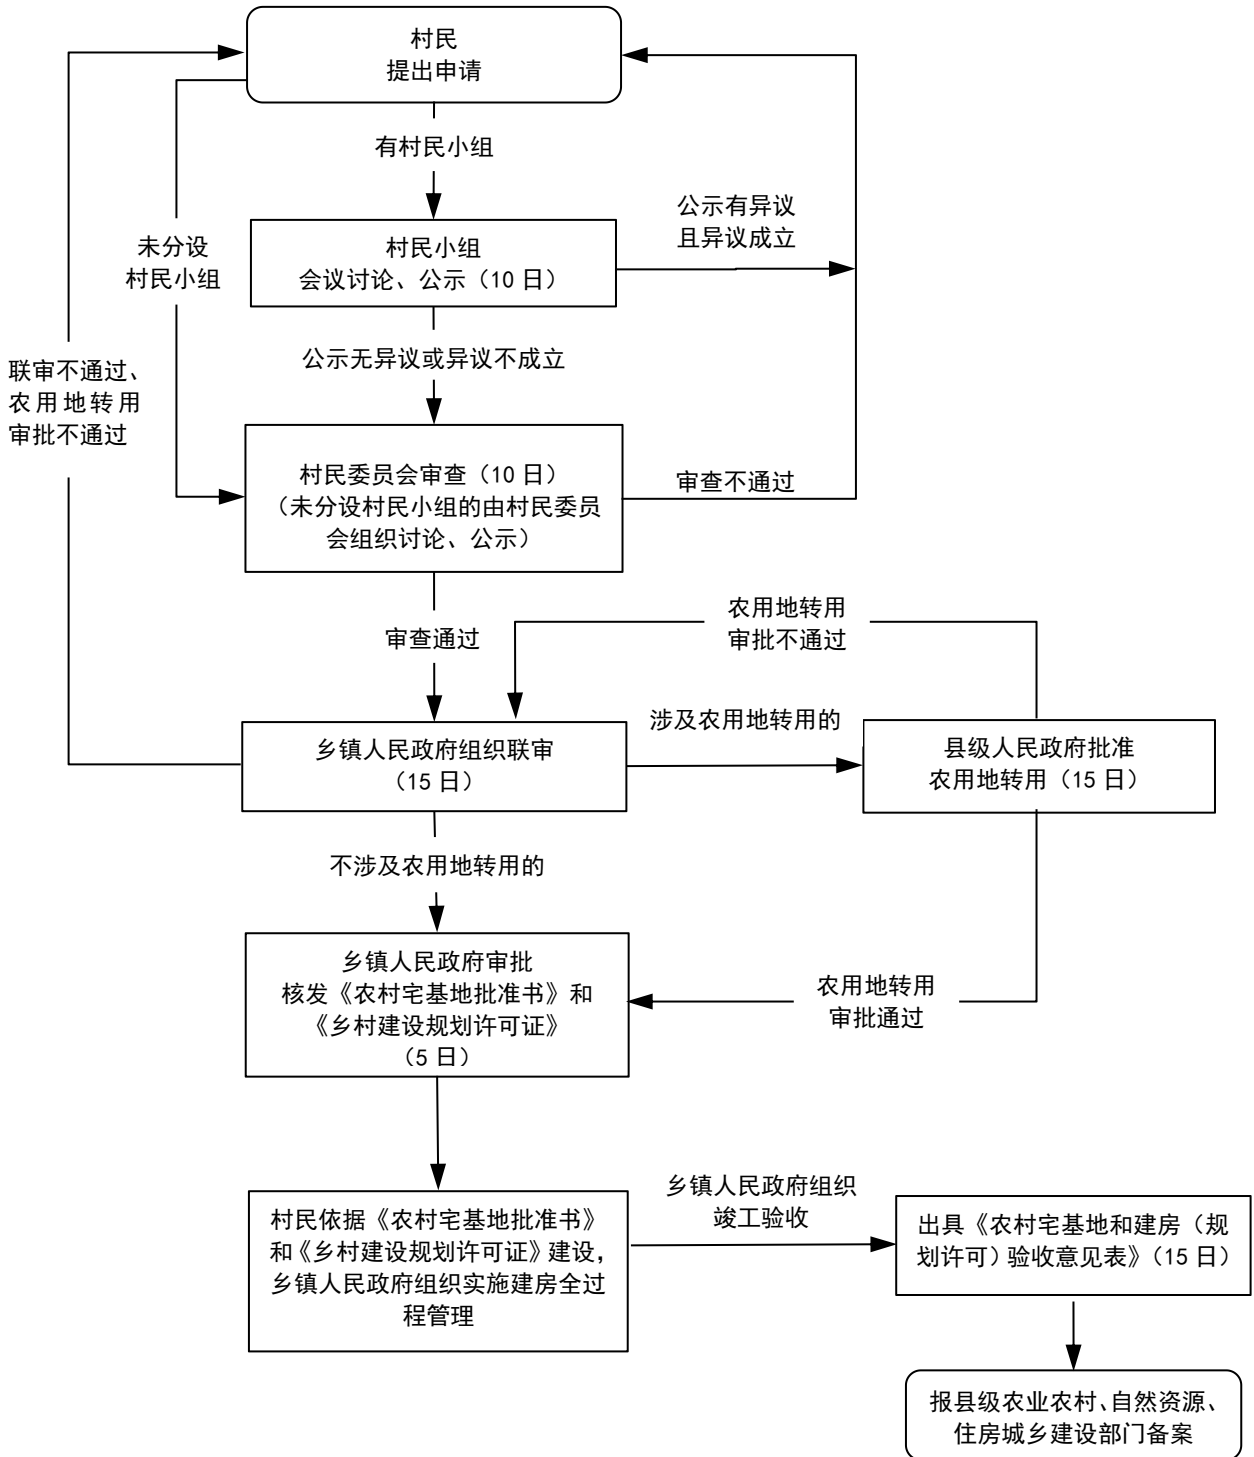 村民
提出申请
有村民小组
公示有异议
且异议成立
未分设
村民小组
村民小组
会议讨论、公示（10 日）
联审不通过、
农用地转用
审批不通过
公示无异议或异议不成立
村民委员会审查（10 日）
（未分设村民小组的由村民委员
会组织讨论、公示）
审查不通过
农用地转用
审批不通过
审查通过
涉及农用地转用的
乡镇人民政府组织联审
（15 日）
县级人民政府批准
农用地转用（15 日）
不涉及农用地转用的
乡镇人民政府审批
核发《农村宅基地批准书》和
《乡村建设规划许可证》
（5 日）
农用地转用
审批通过
乡镇人民政府组织
竣工验收
村民依据《农村宅基地批准书》
和《乡村建设规划许可证》建设，
乡镇人民政府组织实施建房全过
程管理
出具《农村宅基地和建房（规
划许可）验收意见表》（15 日）
报县级农业农村、自然资源、
住房城乡建设部门备案